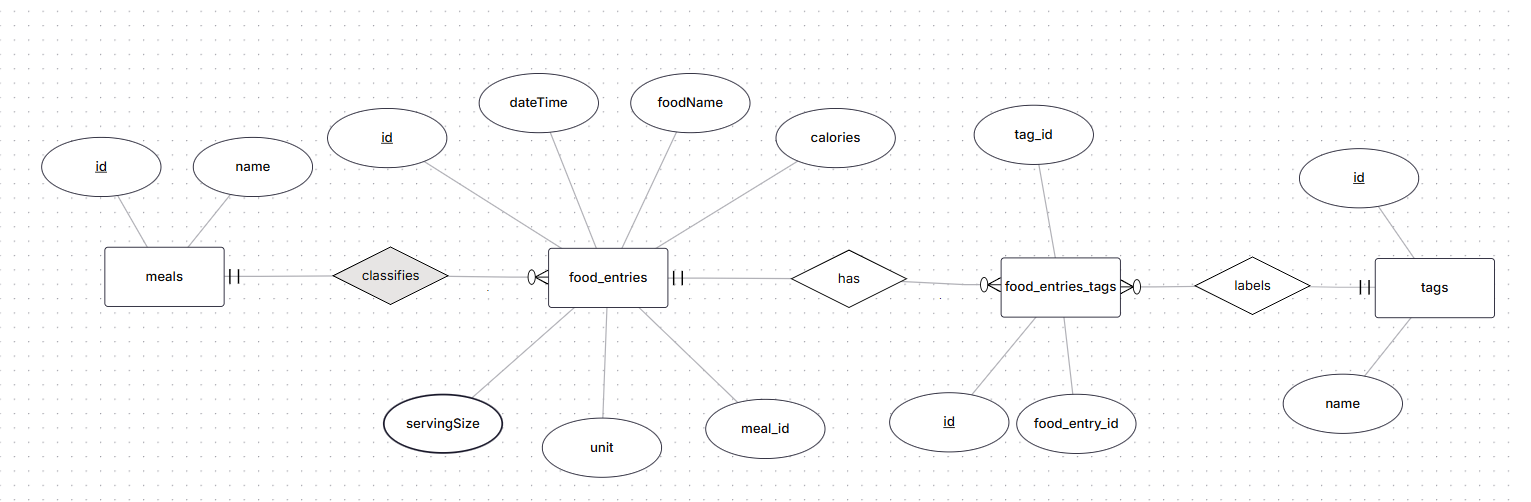 dateTime
foodName
id
calories
tag_id
id
name
id
meals
classifies
food_entries
has
food_entries_tags
labels
tags
servingSize
unit
meal_id
id
food_entry_id
name